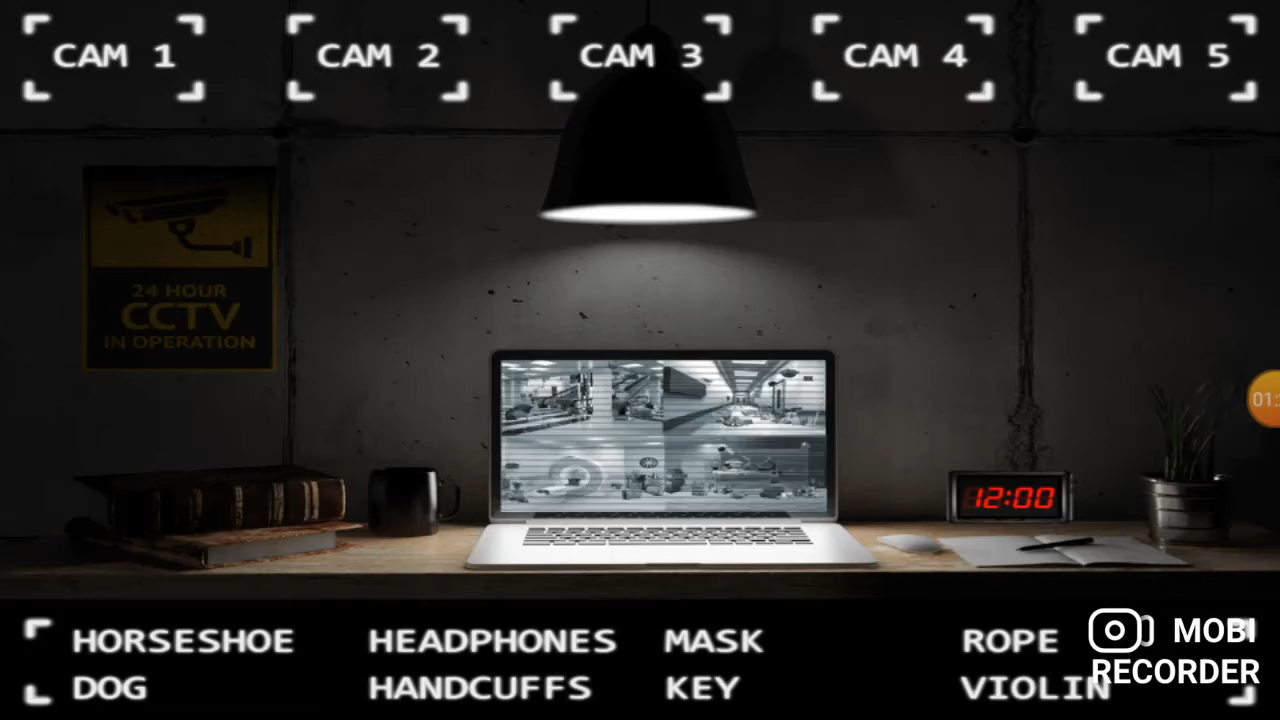 CAM 1 CAM 2 CAM 3 CAM 4 CAM 5
24 HOUR
CCTV
IN OPERATION
12:00
01:
HORSESHOE HEADPHONES MASK ROPE
DOG HANDCUFFS KEY VIOLIN
MOBI
RECORDER